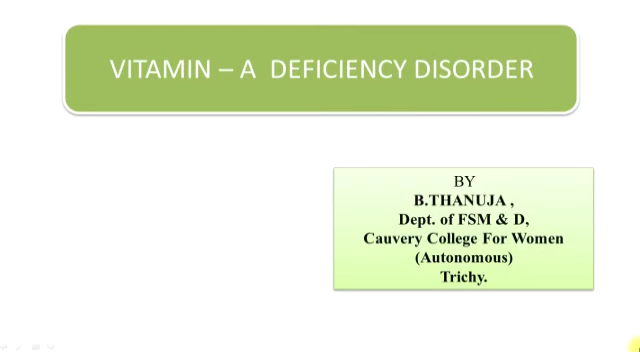 VITAMIN – A  DEFICIENCY DISORDER
BY
B.THANUJA ,
Dept. of FSM & D,
Cauvery College For Women
(Autonomous)
Trichy.